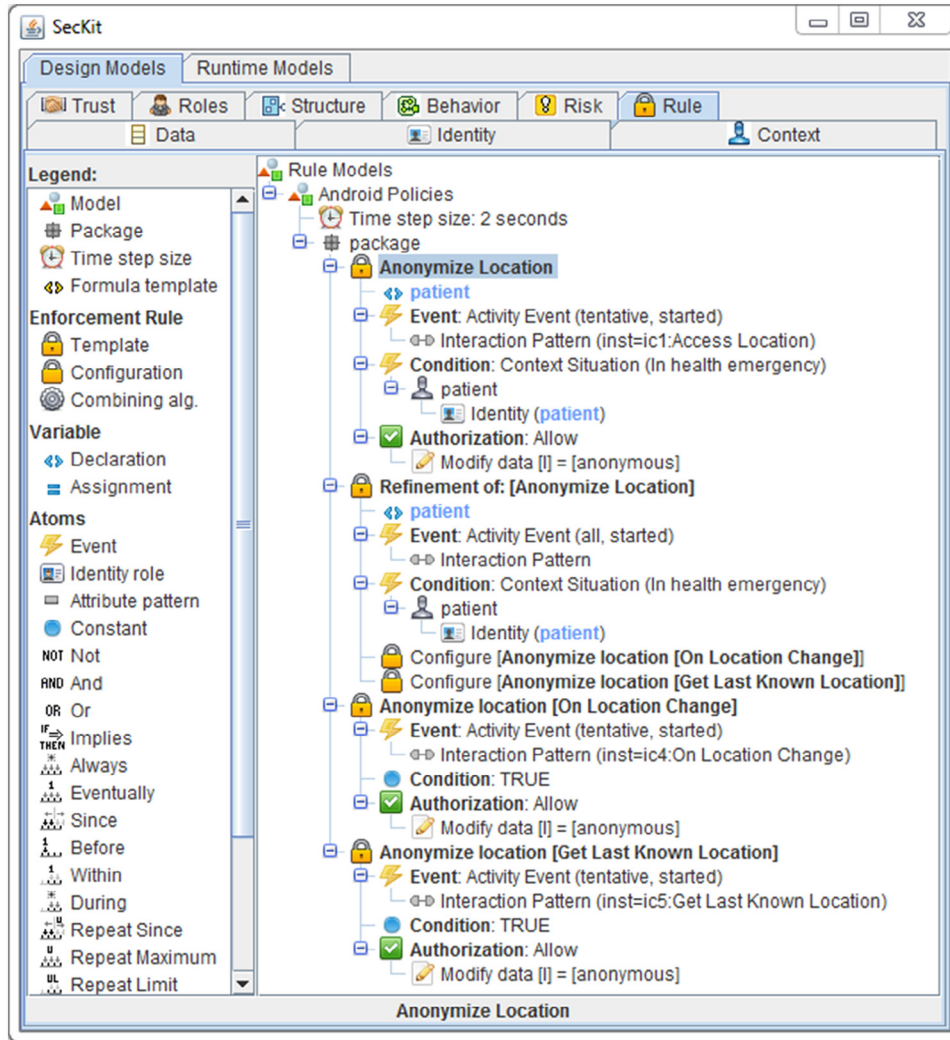 SecKit
Design Models Runtime Models
Trust Roles Structure Behavior Risk Rule
Data Identity Context
Legend:
Model
Package
Time step size
Formula template
Enforcement Rule
Template
Configuration
Combining alg.
Variable
Declaration
Assignment
Atoms
Event
Identity role
Attribute pattern
Constant
NOT Not
AND And
OR Or
IF THEN Implies
Always
1 Eventually
Since
1 Before
1 Within
During
u Repeat Since
u Repeat Maximum
UL Repeat Limit
Rule Models
Android Policies
Time step size: 2 seconds
package
Anonymize Location
patient
Event: Activity Event (tentative, started)
Interaction Pattern (inst=ic1:Access Location)
Condition: Context Situation (In health emergency)
patient
Identity (patient)
Authorization: Allow
Modify data [l] = [anonymous]
Refinement of: [Anonymize Location]
patient
Event: Activity Event (all, started)
Interaction Pattern
Condition: Context Situation (In health emergency)
patient
Identity (patient)
Configure [Anonymize location [On Location Change]]
Configure [Anonymize location [Get Last Known Location]]
Anonymize location [On Location Change]
Event: Activity Event (tentative, started)
Interaction Pattern (inst=ic4:On Location Change)
Condition: TRUE
Authorization: Allow
Modify data [l] = [anonymous]
Anonymize location [Get Last Known Location]
Event: Activity Event (tentative, started)
Interaction Pattern (inst=ic5:Get Last Known Location)
Condition: TRUE
Authorization: Allow
Modify data [l] = [anonymous]
Anonymize Location